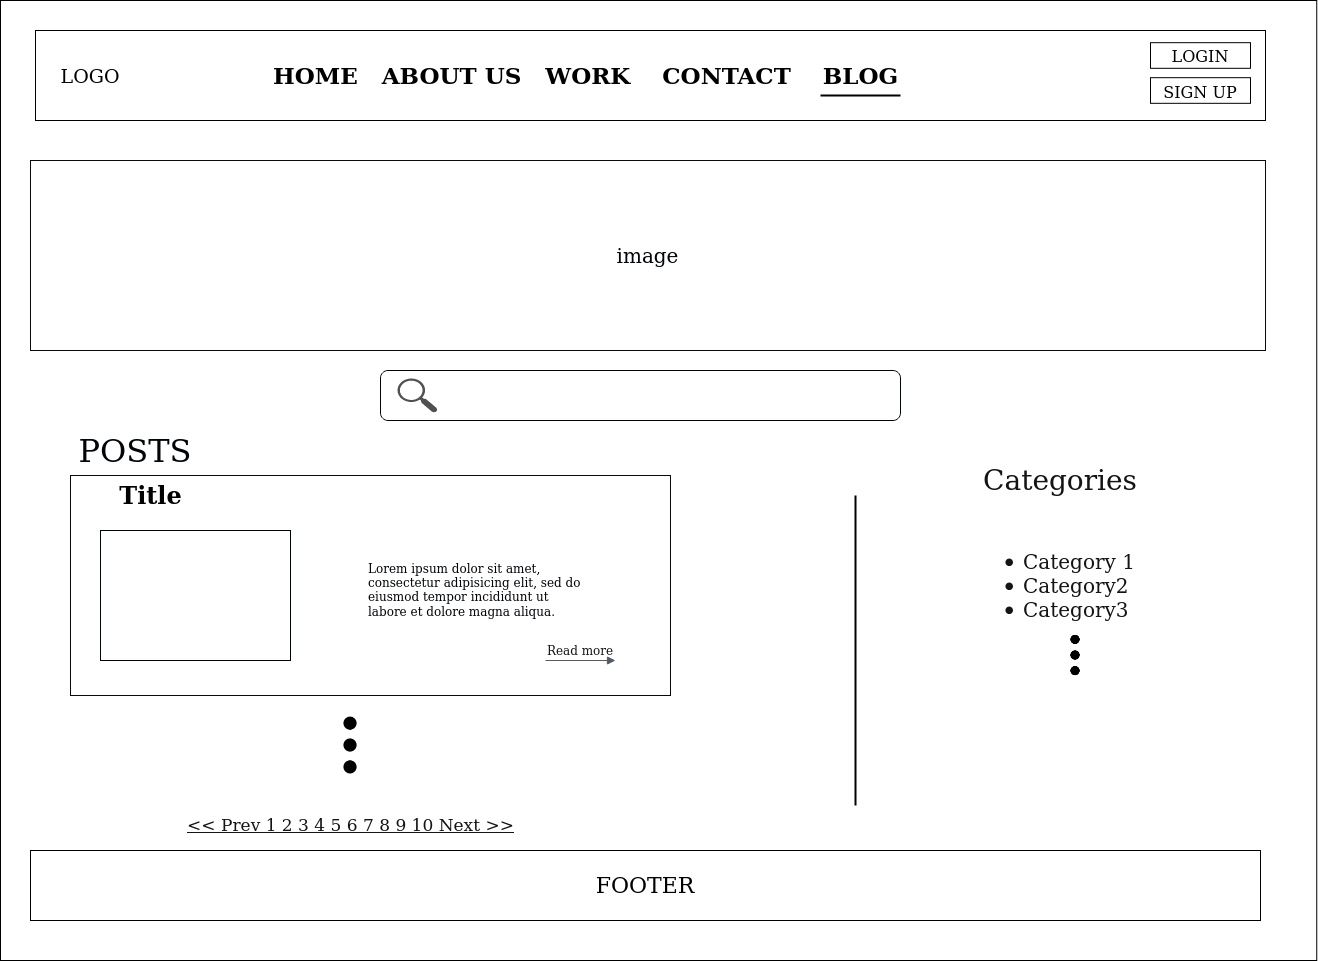 LOGO
HOME ABOUT US WORK CONTACT BLOG
LOGIN
SIGN UP
image
POSTS
Title
Lorem ipsum dolor sit amet,
consectetur adipisicing elit, sed do
eiusmod tempor incididunt ut
labore et dolore magna aliqua.
Read more
<< Prev 1 2 3 4 5 6 7 8 9 10 Next >>
Categories
Category 1
Category2
Category3
FOOTER